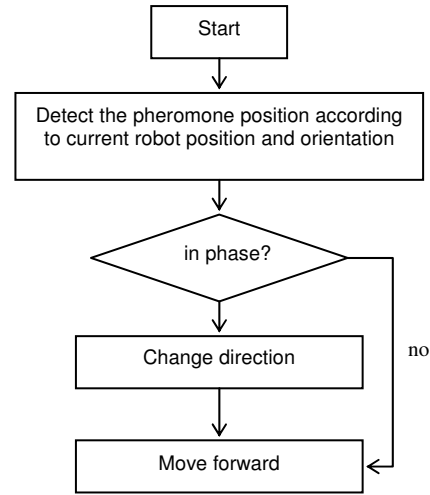 Start
Detect the pheromone position according
to current robot position and orientation
in phase?
Change direction
no
Move forward